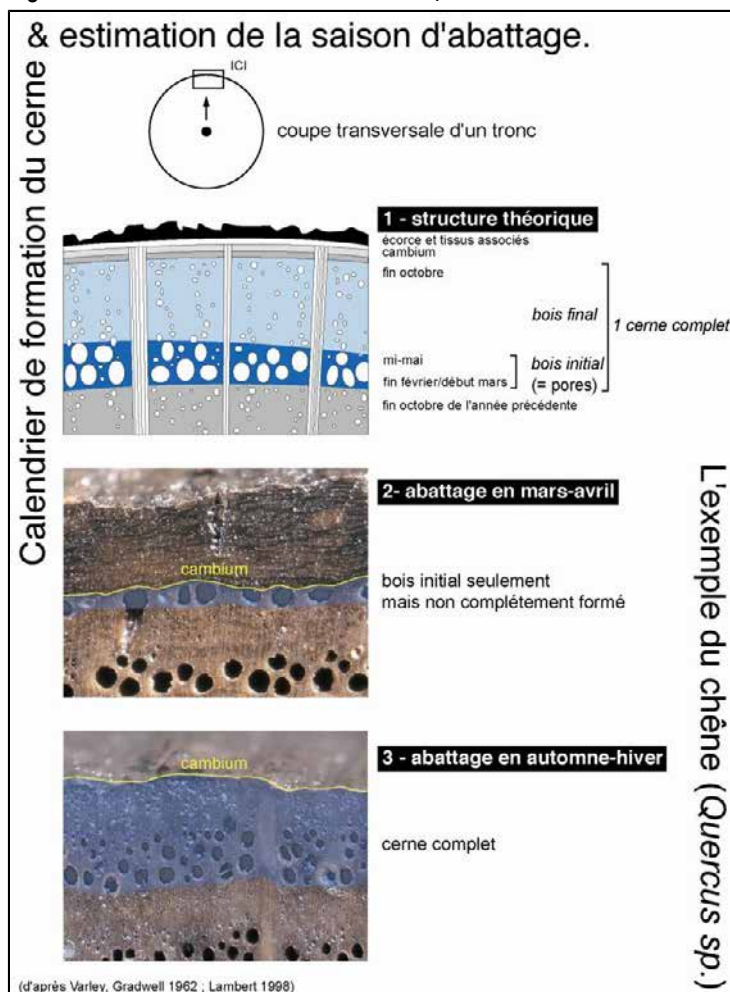 Calendrier de formation du cerne
& estimation de la saison d'abattage.
ICI
coupe transversale d'un tronc
1 - structure théorique
écorce et tissus associés
cambium
fin octobre
bois final
1 cerne complet
mi-mai
bois initial
fin février/début mars
(= pores)
fin octobre de l'année précédente
2- abattage en mars-avril
cambium
bois initial seulement
mais non complétement formé
3 - abattage en automne-hiver
cambium
cerne complet
L'exemple du chêne (Quercus sp.)
(d'après Varley, Gradwell 1962 ; Lambert 1998)